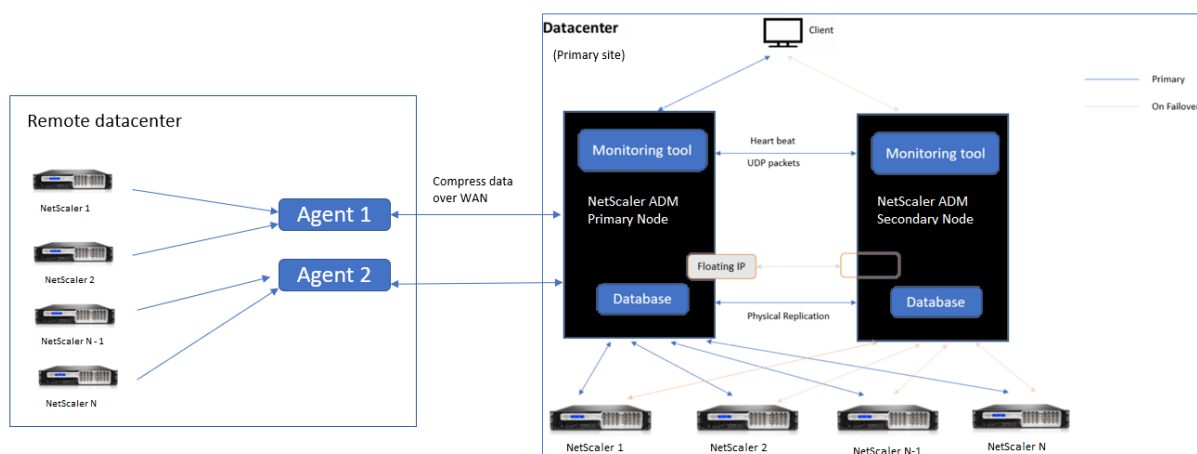 Datacenter
(Primary site)
Client
Primary
On Failover
Remote datacenter
NetScaler 1
NetScaler 2
NetScaler N - 1
NetScaler N
Agent 1
Agent 2
Compress data
over WAN
Monitoring tool
NetScaler ADM
Primary Node
Floating IP
Database
Heart beat
UDP packets
Physical Replication
Monitoring tool
NetScaler ADM
Secondary Node
Database
NetScaler 1
NetScaler 2
NetScaler N-1
NetScaler N